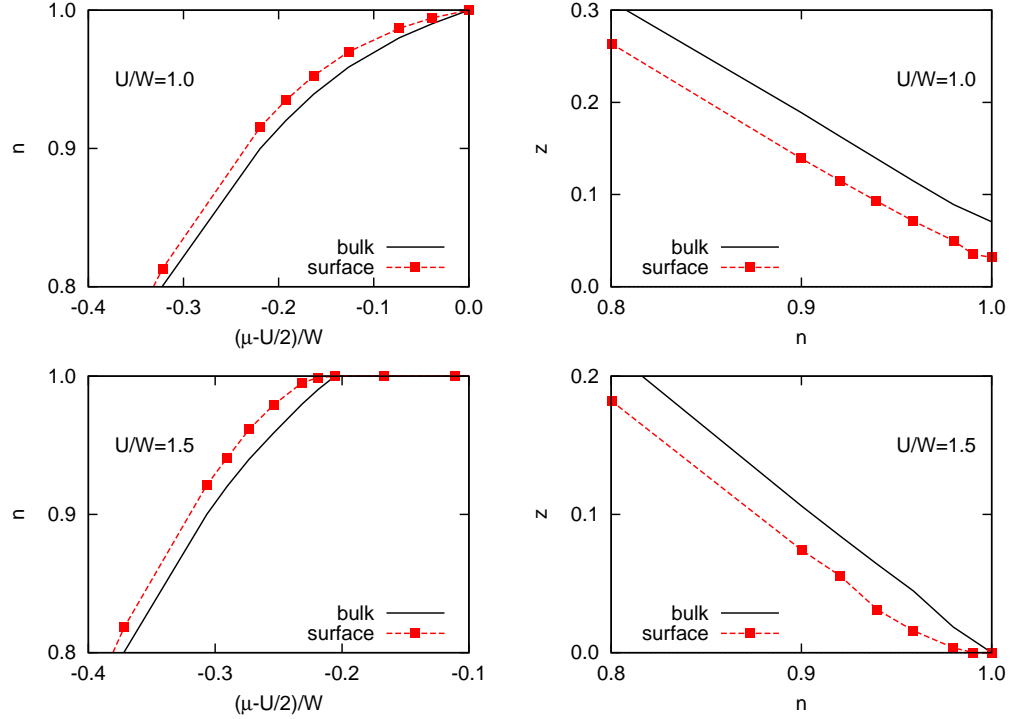 1.0
0.9
0.8
n
U/W=1.0
bulk
surface
-0.4 -0.3 -0.2 -0.1 0.0
(μ-U/2)/W
0.3
0.2
0.1
0.0
z
U/W=1.0
bulk
surface
0.8 0.9 1.0
n
1.0
0.9
0.8
n
U/W=1.5
bulk
surface
-0.4 -0.3 -0.2 -0.1
(μ-U/2)/W
0.2
0.1
0.0
z
U/W=1.5
bulk
surface
0.8 0.9 1.0
n